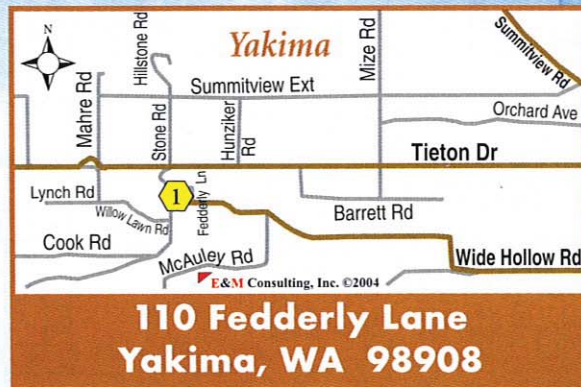 N
Yakima
Hillstone Rd
Mize Rd
Summitview Rd
Summitview Ext
Mahre Rd
Stone Rd
Hunziker Rd
Orchard Ave
Tieton Dr
Lynch Rd
1
Fedderly Ln
Willow Lawn Rd
Barrett Rd
Cook Rd
McAuley Rd
Wide Hollow Rd
E&M Consulting, Inc. ©2004
110 Fedderly Lane
Yakima, WA 98908